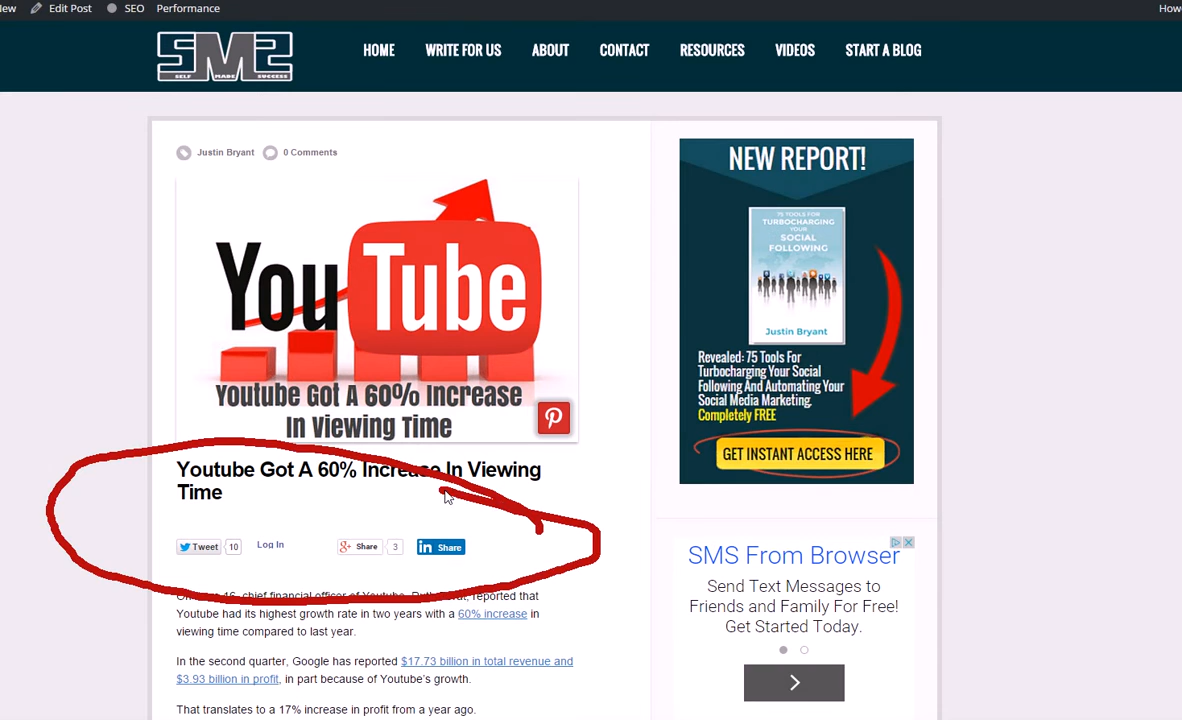 New Edit Post SEO Performance Howe
SMS
SELF MADE SUCCESS
HOME WRITE FOR US ABOUT CONTACT RESOURCES VIDEOS START A BLOG
Justin Bryant 0 Comments
YouTube
Youtube Got A 60% Increase
In Viewing Time
Youtube Got A 60% Increase In Viewing
Time
Tweet 10 Log In Share 3 in Share
chief financial officer of Youtube, reported that
Youtube had its highest growth rate in two years with a 60% increase in
viewing time compared to last year.
In the second quarter, Google has reported $17.73 billion in total revenue and
$3.93 billion in profit, in part because of Youtube's growth.
That translates to a 17% increase in profit from a year ago.
NEW REPORT!
75 TOOLS FOR
TURBOCHARGING
YOUR
SOCIAL
FOLLOWING
Justin Bryant
Revealed: 75 Tools For
Turbocharging Your Social
Following And Automating Your
Social Media Marketing.
Completely FREE
GET INSTANT ACCESS HERE
SMS From Browser
Send Text Messages to
Friends and Family For Free!
Get Started Today.